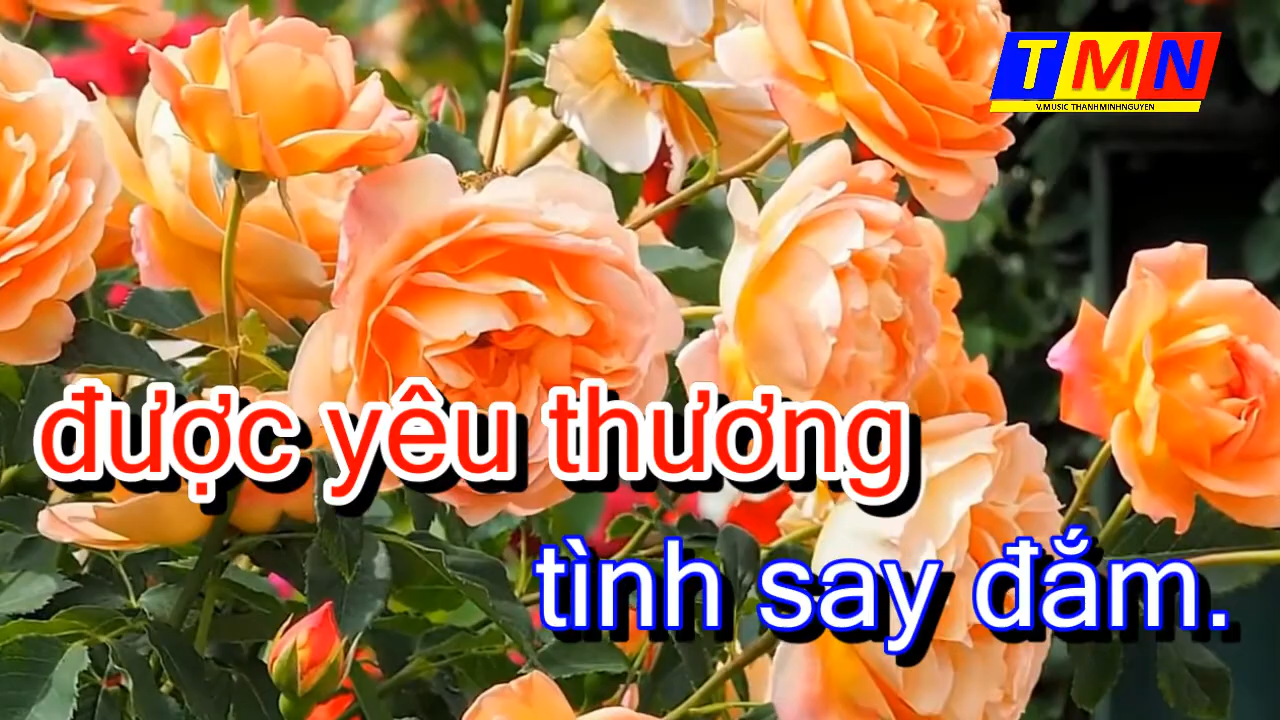 TMN
V.MUSIC THANHMINHNGUYEN
được yêu thương
tình say đắm.